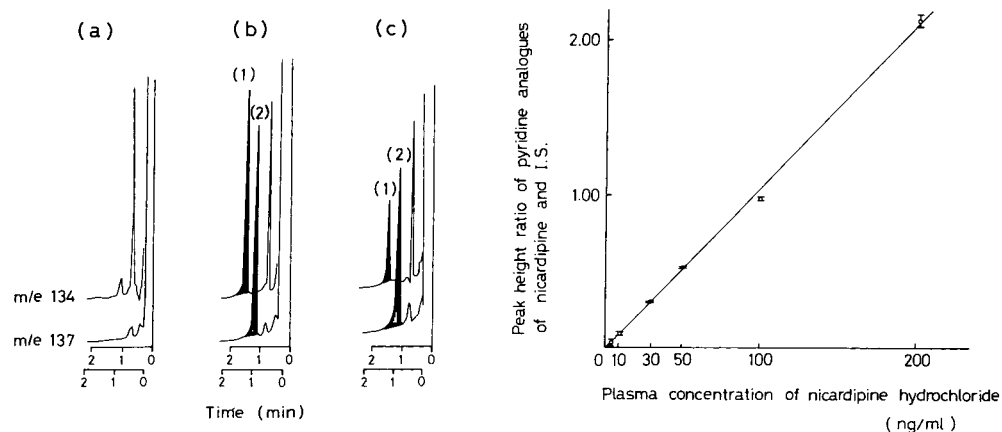 (a)
(b)
(c)
(1)
(2)
(2)
(1)
m/e 134
m/e 137
2 1 0
2 1 0
2 1 0
2 1 0
2 1 0
2 1 0
Time (min)
Peak height ratio of pyridine analogues
of nicardipine and I.S.
2.00
1.00
0 10 30 50 100 200
Plasma concentration of nicardipine hydrochloride
(ng/ml)